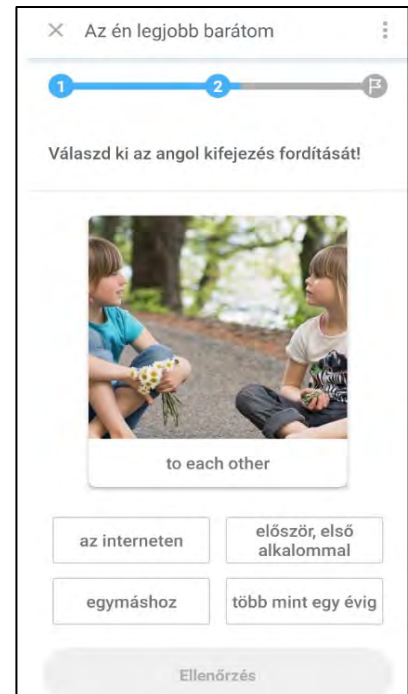 Az én legjobb barátom
1
2
Válaszd ki az angol kifejezés fordítását!
to each other
az interneten
először, első
alkalommal
egymáshoz
több mint egy évig
Ellenőrzés